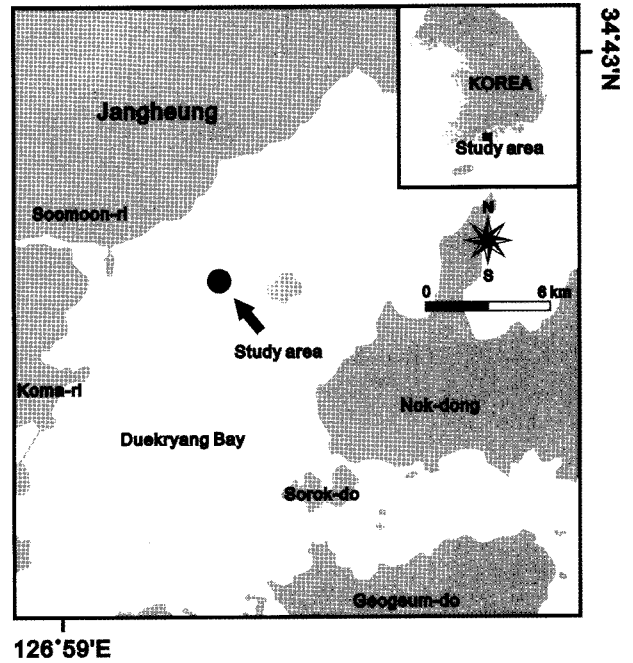 34°43'N
KOREA
Study area
Jangheung
Soomoon-ri
N
S
0 6 km
Study area
Koma-ri
Nok-dong
Duekryang Bay
Sorok-do
Geogeum-do
126°59'E